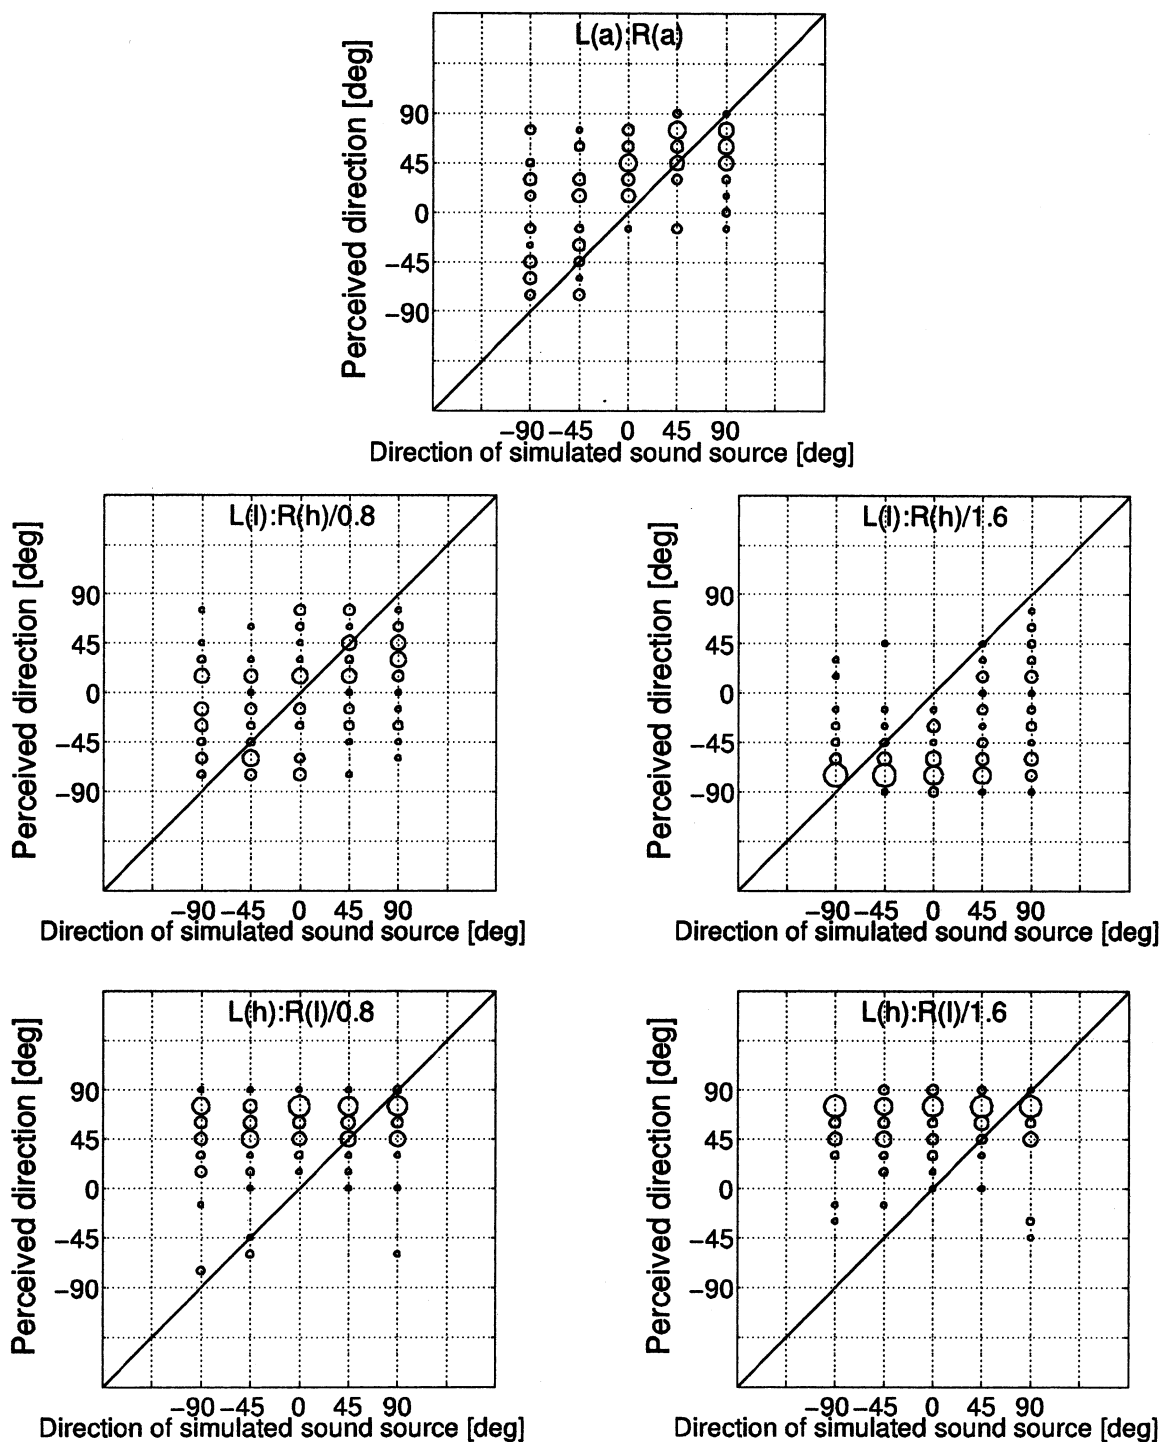 L(a):R(a)
Perceived direction [deg]
90
45
0
−45
−90
−90 −45 0 45 90
Direction of simulated sound source [deg]
L(l):R(h)/0.8
Perceived direction [deg]
90
45
0
−45
−90
−90 −45 0 45 90
Direction of simulated sound source [deg]
L(l):R(h)/1.6
Perceived direction [deg]
90
45
0
−45
−90
−90 −45 0 45 90
Direction of simulated sound source [deg]
L(h):R(l)/0.8
Perceived direction [deg]
90
45
0
−45
−90
−90 −45 0 45 90
Direction of simulated sound source [deg]
L(h):R(l)/1.6
Perceived direction [deg]
90
45
0
−45
−90
−90 −45 0 45 90
Direction of simulated sound source [deg]